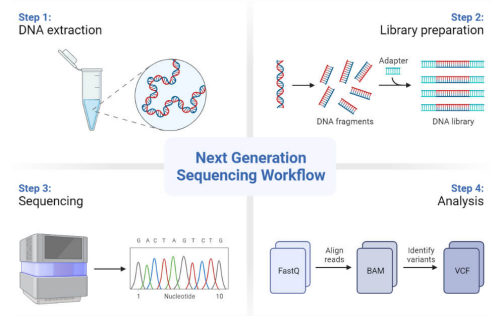 Step 1:
DNA extraction
Step 2:
Library preparation
Adapter
DNA fragments
DNA library
Next Generation
Sequencing Workflow
Step 3:
Sequencing
G A C T A G T C T G
1 Nucleotide 10
Step 4:
Analysis
FastQ
Align
reads
BAM
Identify
variants
VCF